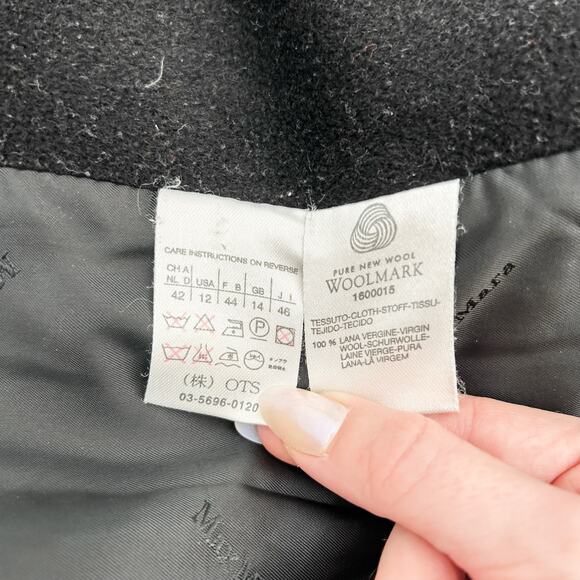 CARE INSTRUCTIONS ON REVERSE
CH A
NL D USA F B GB J I
42 12 44 14 46
P
(株) OTS
03-5696-0120
PURE NEW WOOL
WOOLMARK
1600015
TESSUTO-CLOTH-STOFF-TISSU-
TEJIDO-TECIDO
100 % LANA VERGINE-VIRGIN
WOOL-SCHURWOLLE-
LAINE VIERGE-PURA
LANA-LÃ VIRGEM
Mara